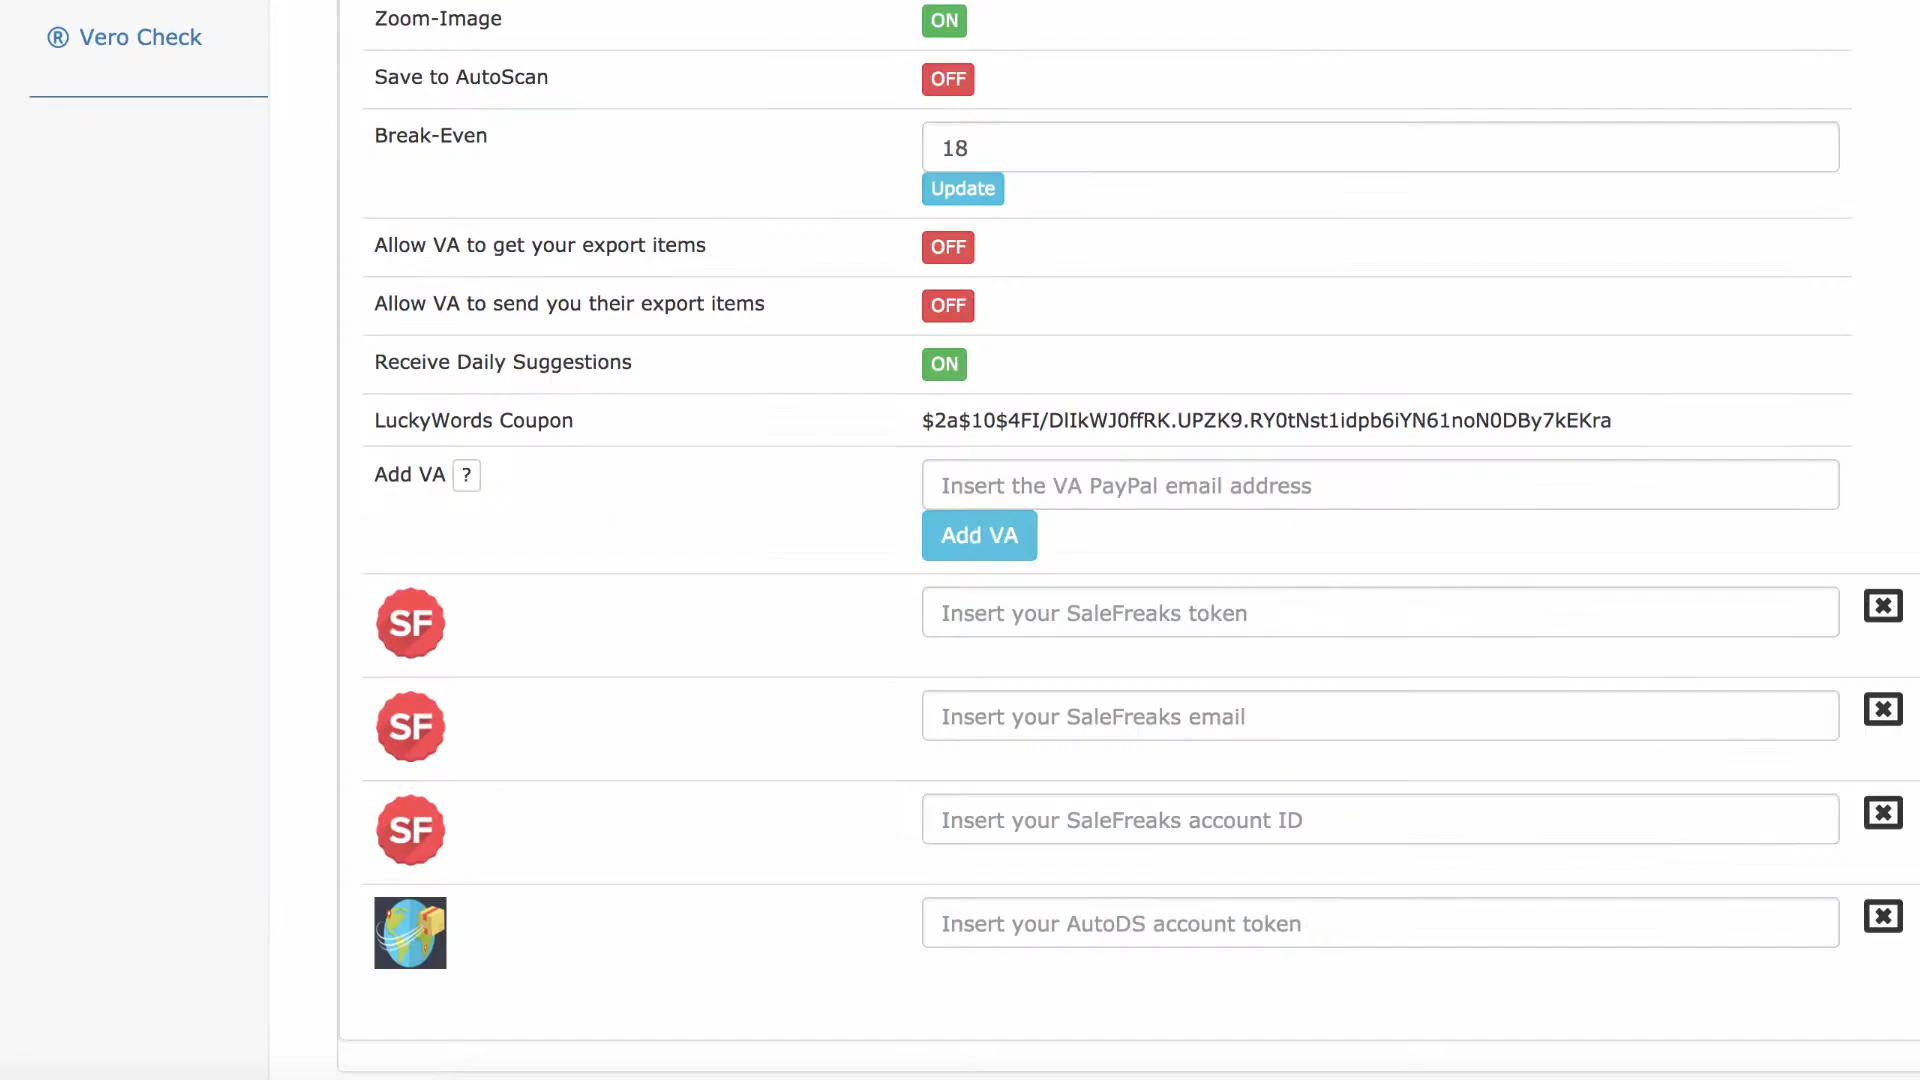 Zoom-Image ON
® Vero Check
Save to AutoScan OFF
Break-Even 18
Update
Allow VA to get your export items OFF
Allow VA to send you their export items OFF
Receive Daily Suggestions ON
LuckyWords Coupon $2a$10$4FI/DlIkWJ0ffRK.UPZK9.RY0tNst1idpb6iYN61noN0DBy7kEKra
Add VA ? Insert the VA PayPal email address
Add VA
SF Insert your SaleFreaks token
SF Insert your SaleFreaks email
SF Insert your SaleFreaks account ID
Insert your AutoDS account token